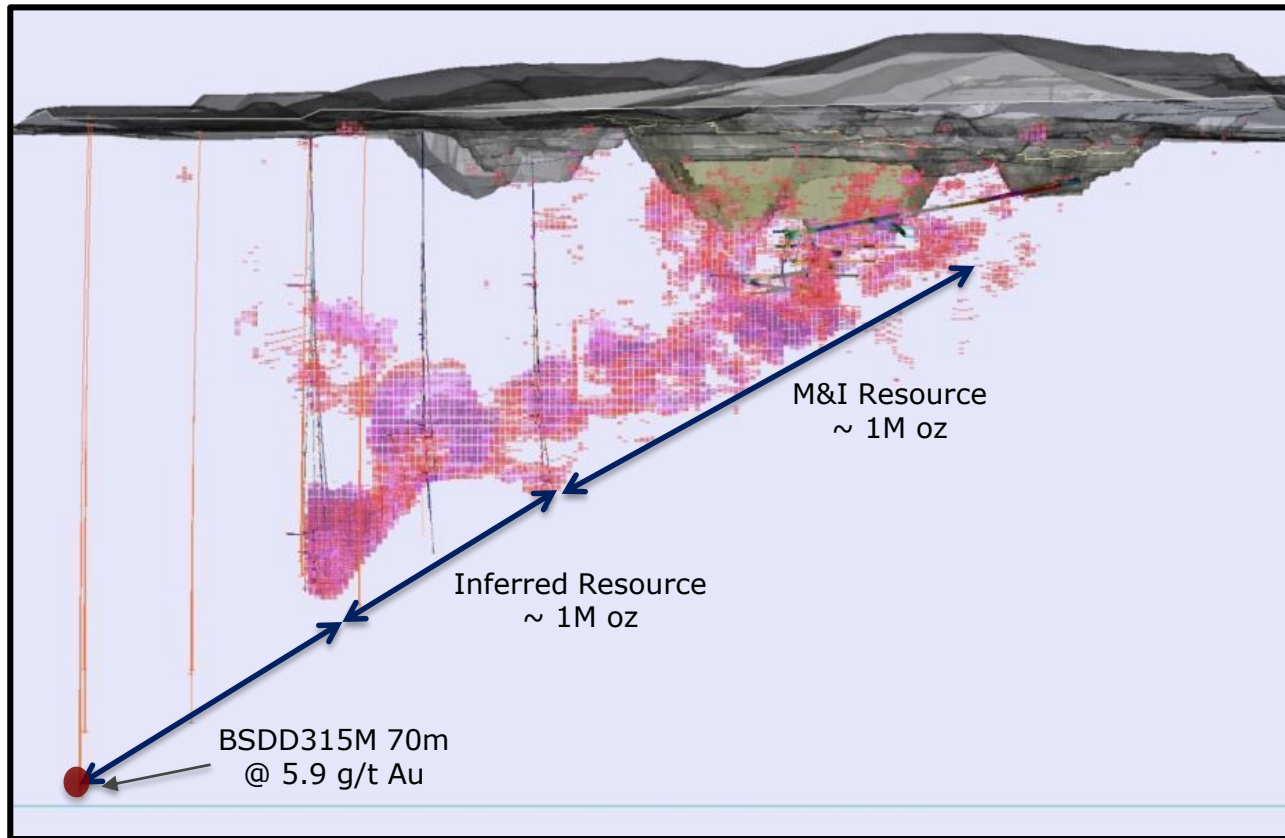 M&I Resource
~ 1M oz
Inferred Resource
~ 1M oz
BSDD315M 70m
@ 5.9 g/t Au